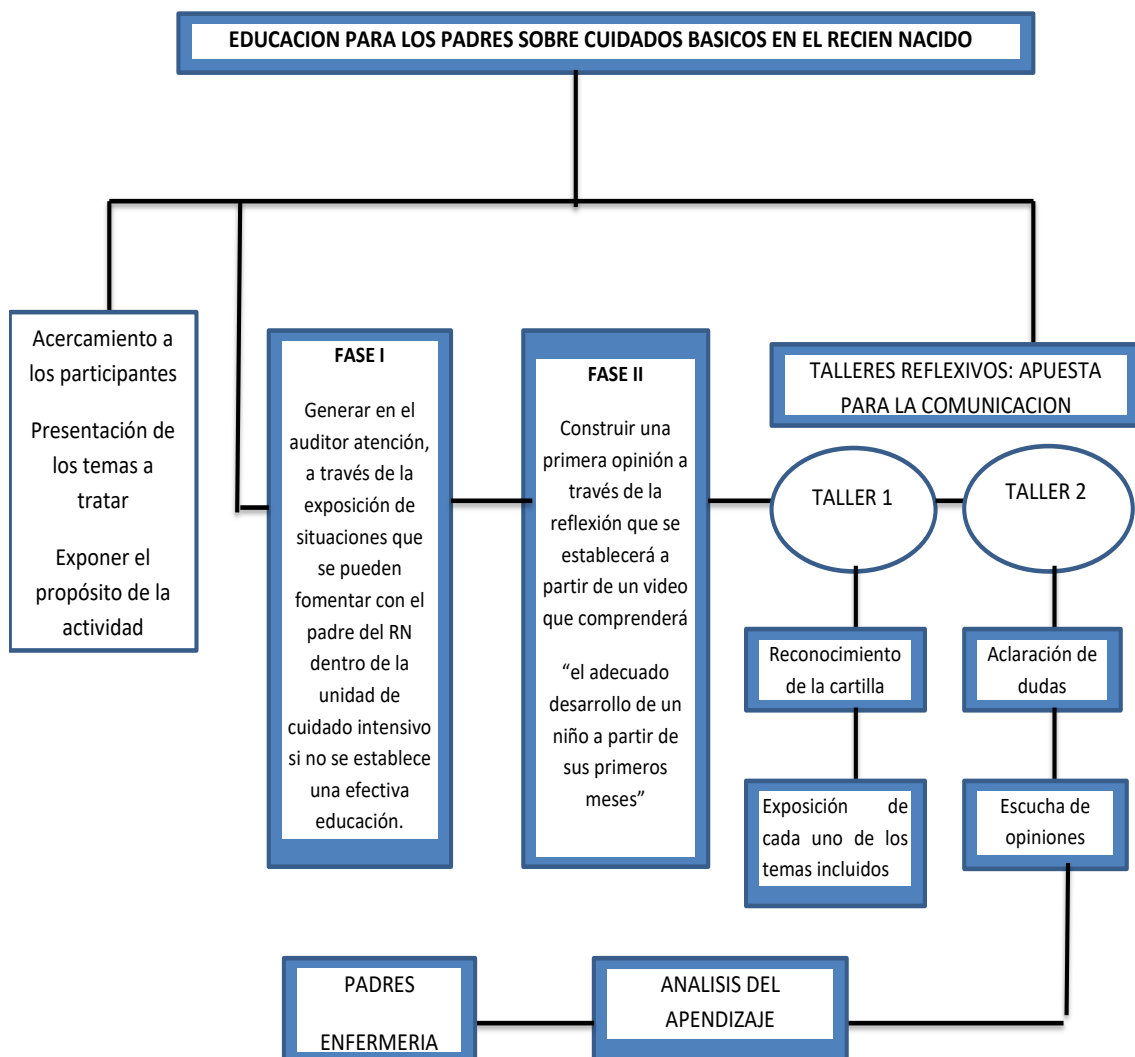 EDUCACION PARA LOS PADRES SOBRE CUIDADOS BASICOS EN EL RECIEN NACIDO
Acercamiento a
los participantes
Presentación de
los temas a
tratar
Exponer el
propósito de la
actividad
FASE I
Generar en el
auditor atención,
a través de la
exposición de
situaciones que
se pueden
fomentar con el
padre del RN
dentro de la
unidad de
cuidado intensivo
si no se establece
una efectiva
educación.
FASE II
Construir una
primera opinión a
través de la
reflexión que se
establecerá a
partir de un video
que comprenderá
“el adecuado
desarrollo de un
niño a partir de
sus primeros
meses”
TALLERES REFLEXIVOS: APUESTA
PARA LA COMUNICACION
TALLER 1
TALLER 2
Reconocimiento
de la cartilla
Aclaración de
dudas
Exposición de
cada uno de los
temas incluidos
Escucha de
opiniones
PADRES
ENFERMERIA
ANALISIS DEL
APENDIZAJE